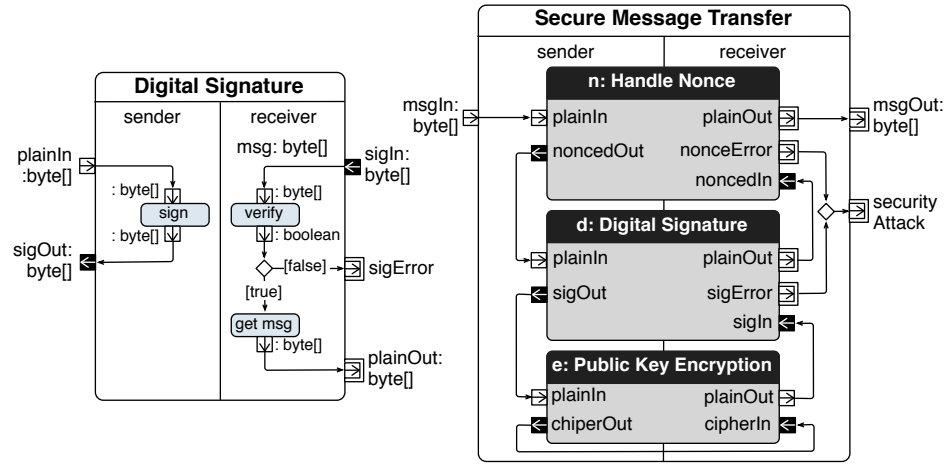 Digital Signature
sender
receiver
plainIn
:byte[]
msg: byte[]
sigIn:
byte[]
: byte[]
: byte[]
sign
verify
: byte[]
: boolean
sigOut:
byte[]
[false]
sigError
[true]
get msg
: byte[]
plainOut:
byte[]
Secure Message Transfer
sender
receiver
n: Handle Nonce
msgIn:
byte[]
plainIn
plainOut
msgOut:
byte[]
noncedOut
nonceError
noncedIn
security
Attack
d: Digital Signature
plainIn
plainOut
sigOut
sigError
sigIn
e: Public Key Encryption
plainIn
plainOut
chiperOut
cipherIn